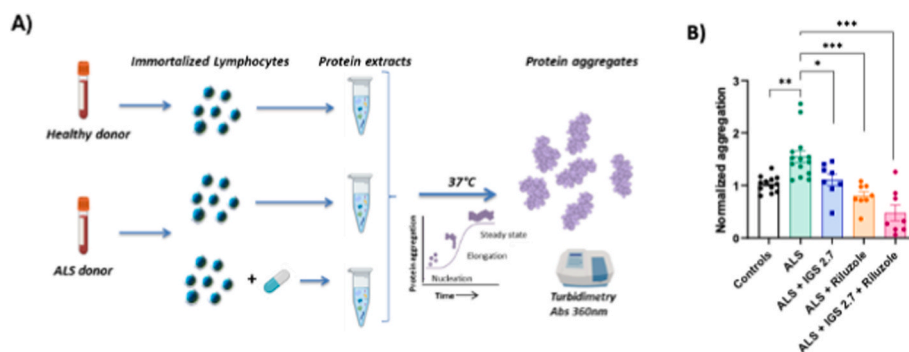 A)
Immortalized Lymphocytes
Protein extracts
Protein aggregates
Healthy donor
37°C
ALS donor
+
Protein aggregation
Steady state
Elongation
Nucleation
Time
Turbidimetry
Abs 360nm
B)
***
***
*
**
Normalized aggregation
3
2
1
0
Controls
ALS
ALS + IGS 2.7
ALS + Riluzole
ALS + IGS 2.7 + Riluzole